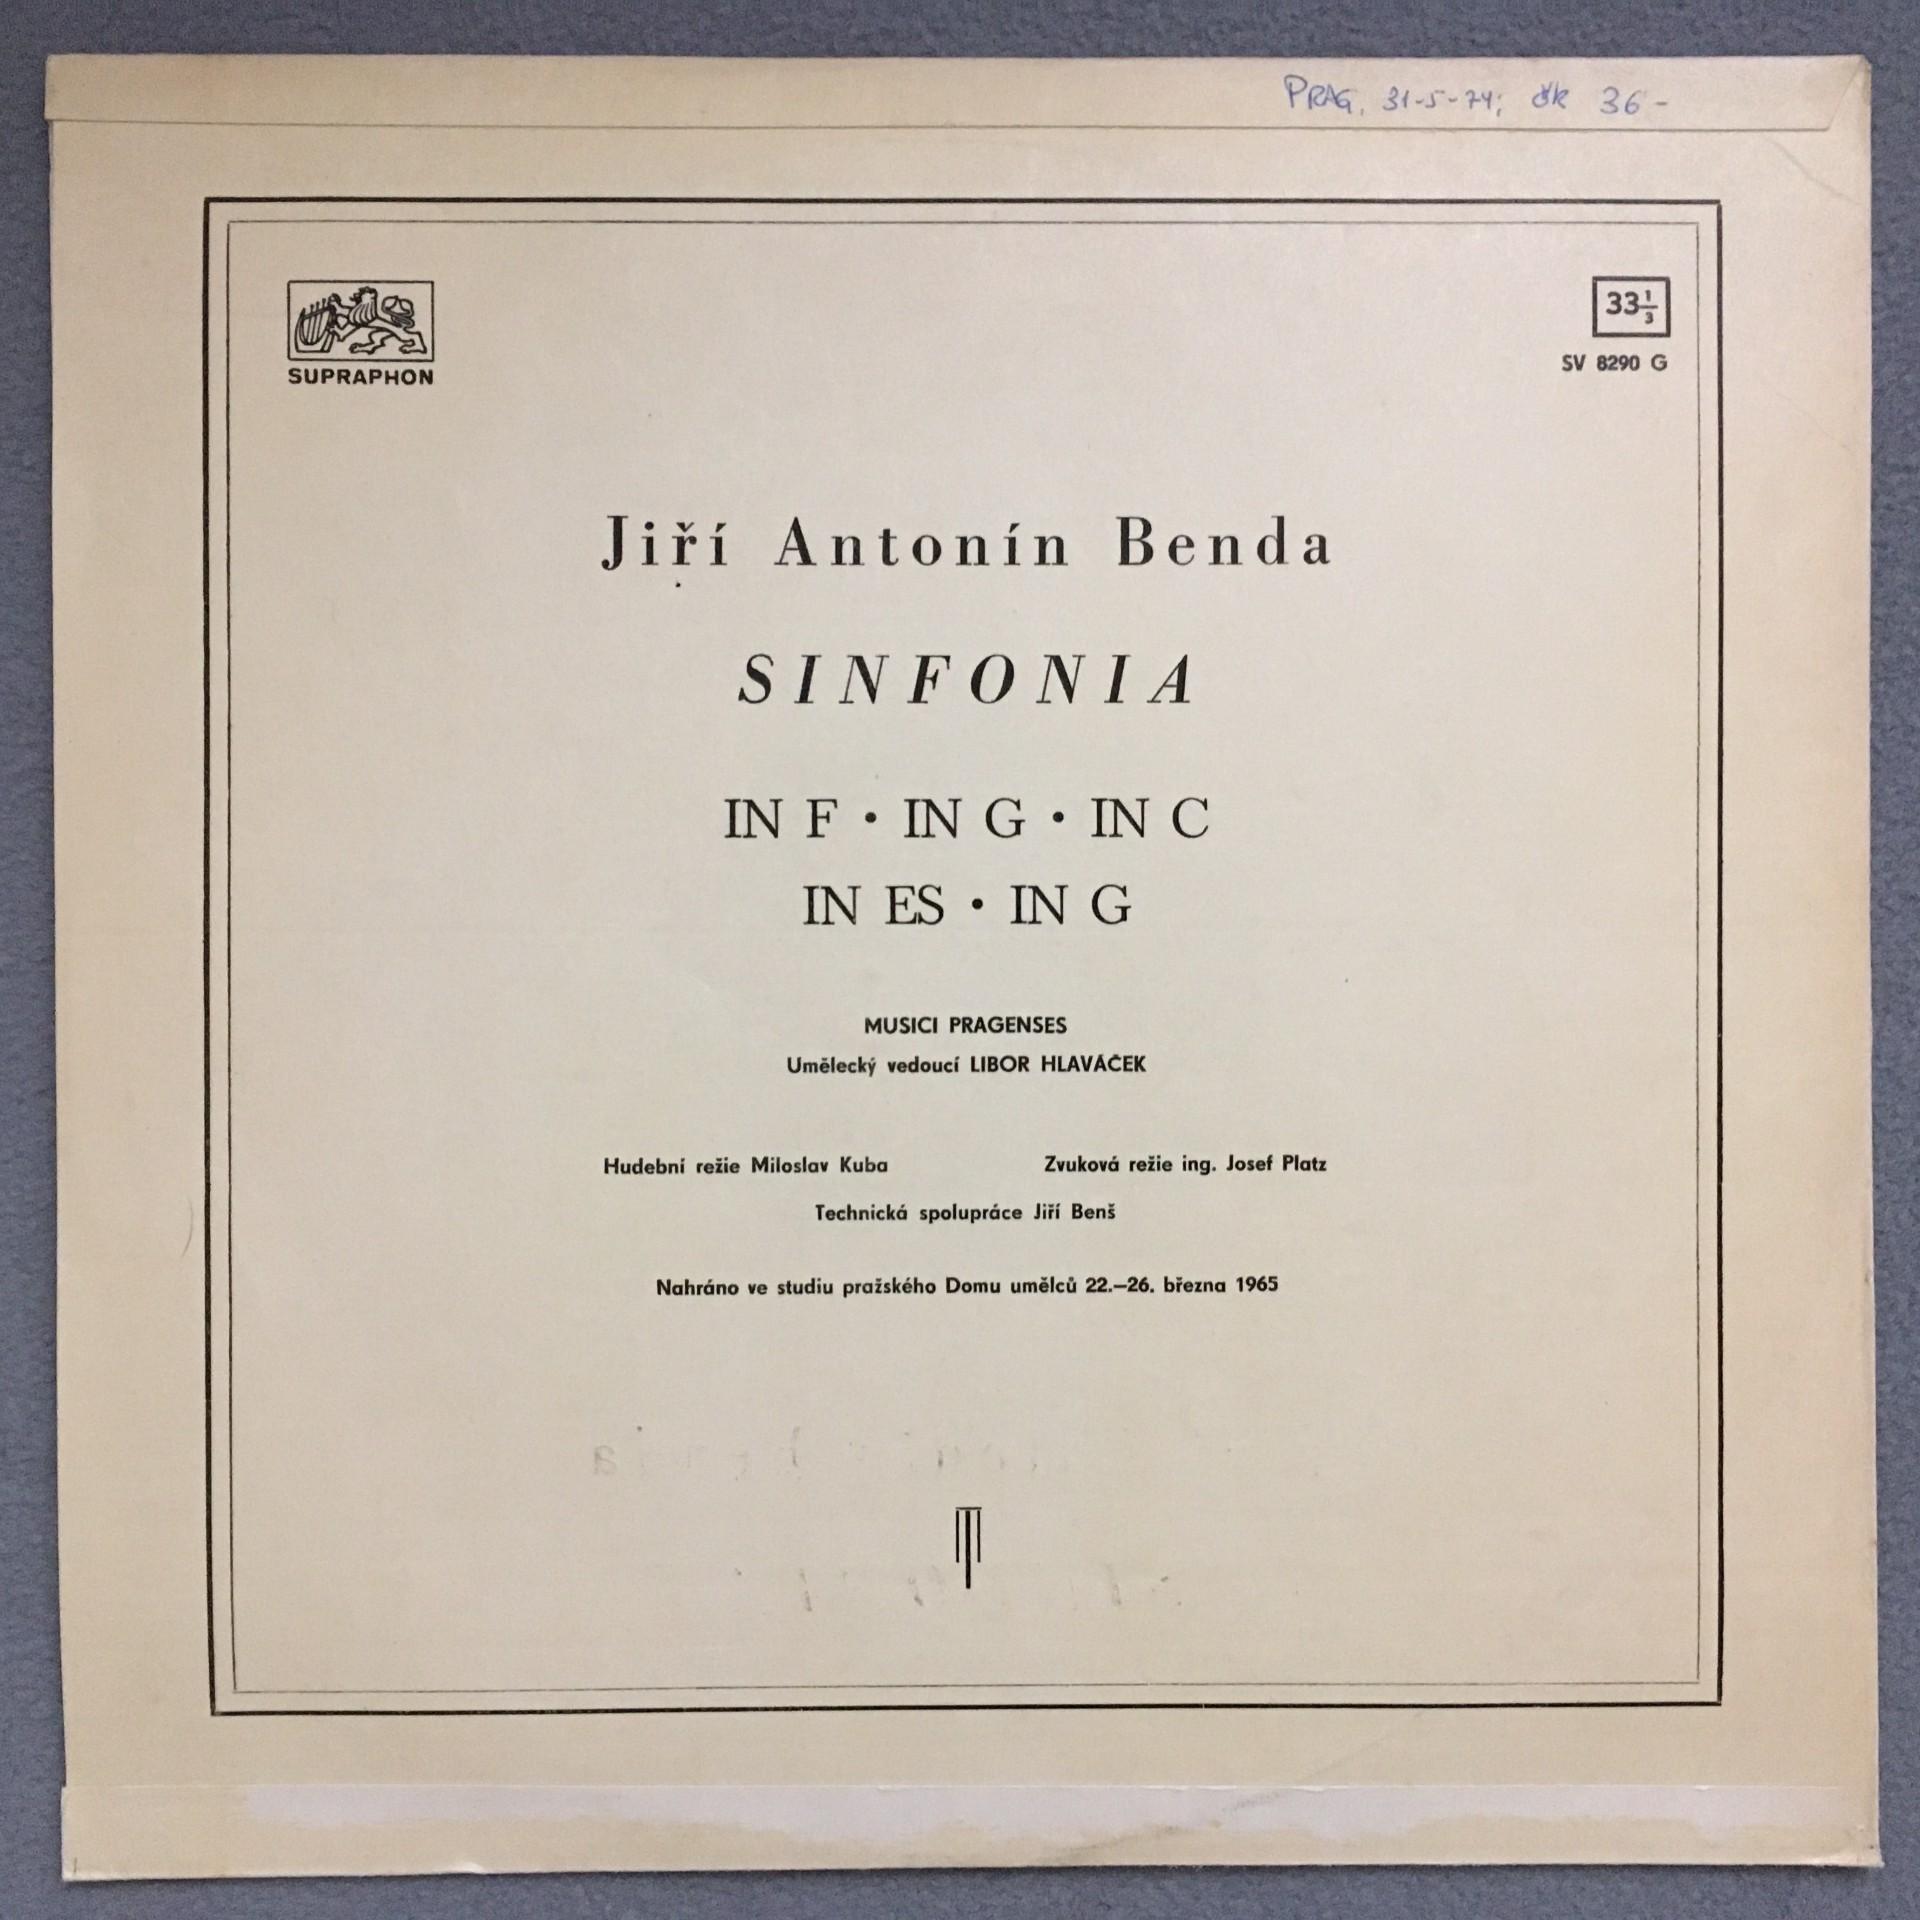 PRAG, 31-5-74; čk 36-
33 1/3
SUPRAPHON
SV 8290 G
Jiří Antonín Benda
SINFONIA
IN F • IN G • IN C
IN ES • IN G
MUSICI PRAGENSES
Umělecký vedoucí LIBOR HLAVÁČEK
Hudební režie Miloslav Kuba
Zvuková režie ing. Josef Platz
Technická spolupráce Jiří Benš
Nahráno ve studiu pražského Domu umělců 22.—26. března 1965